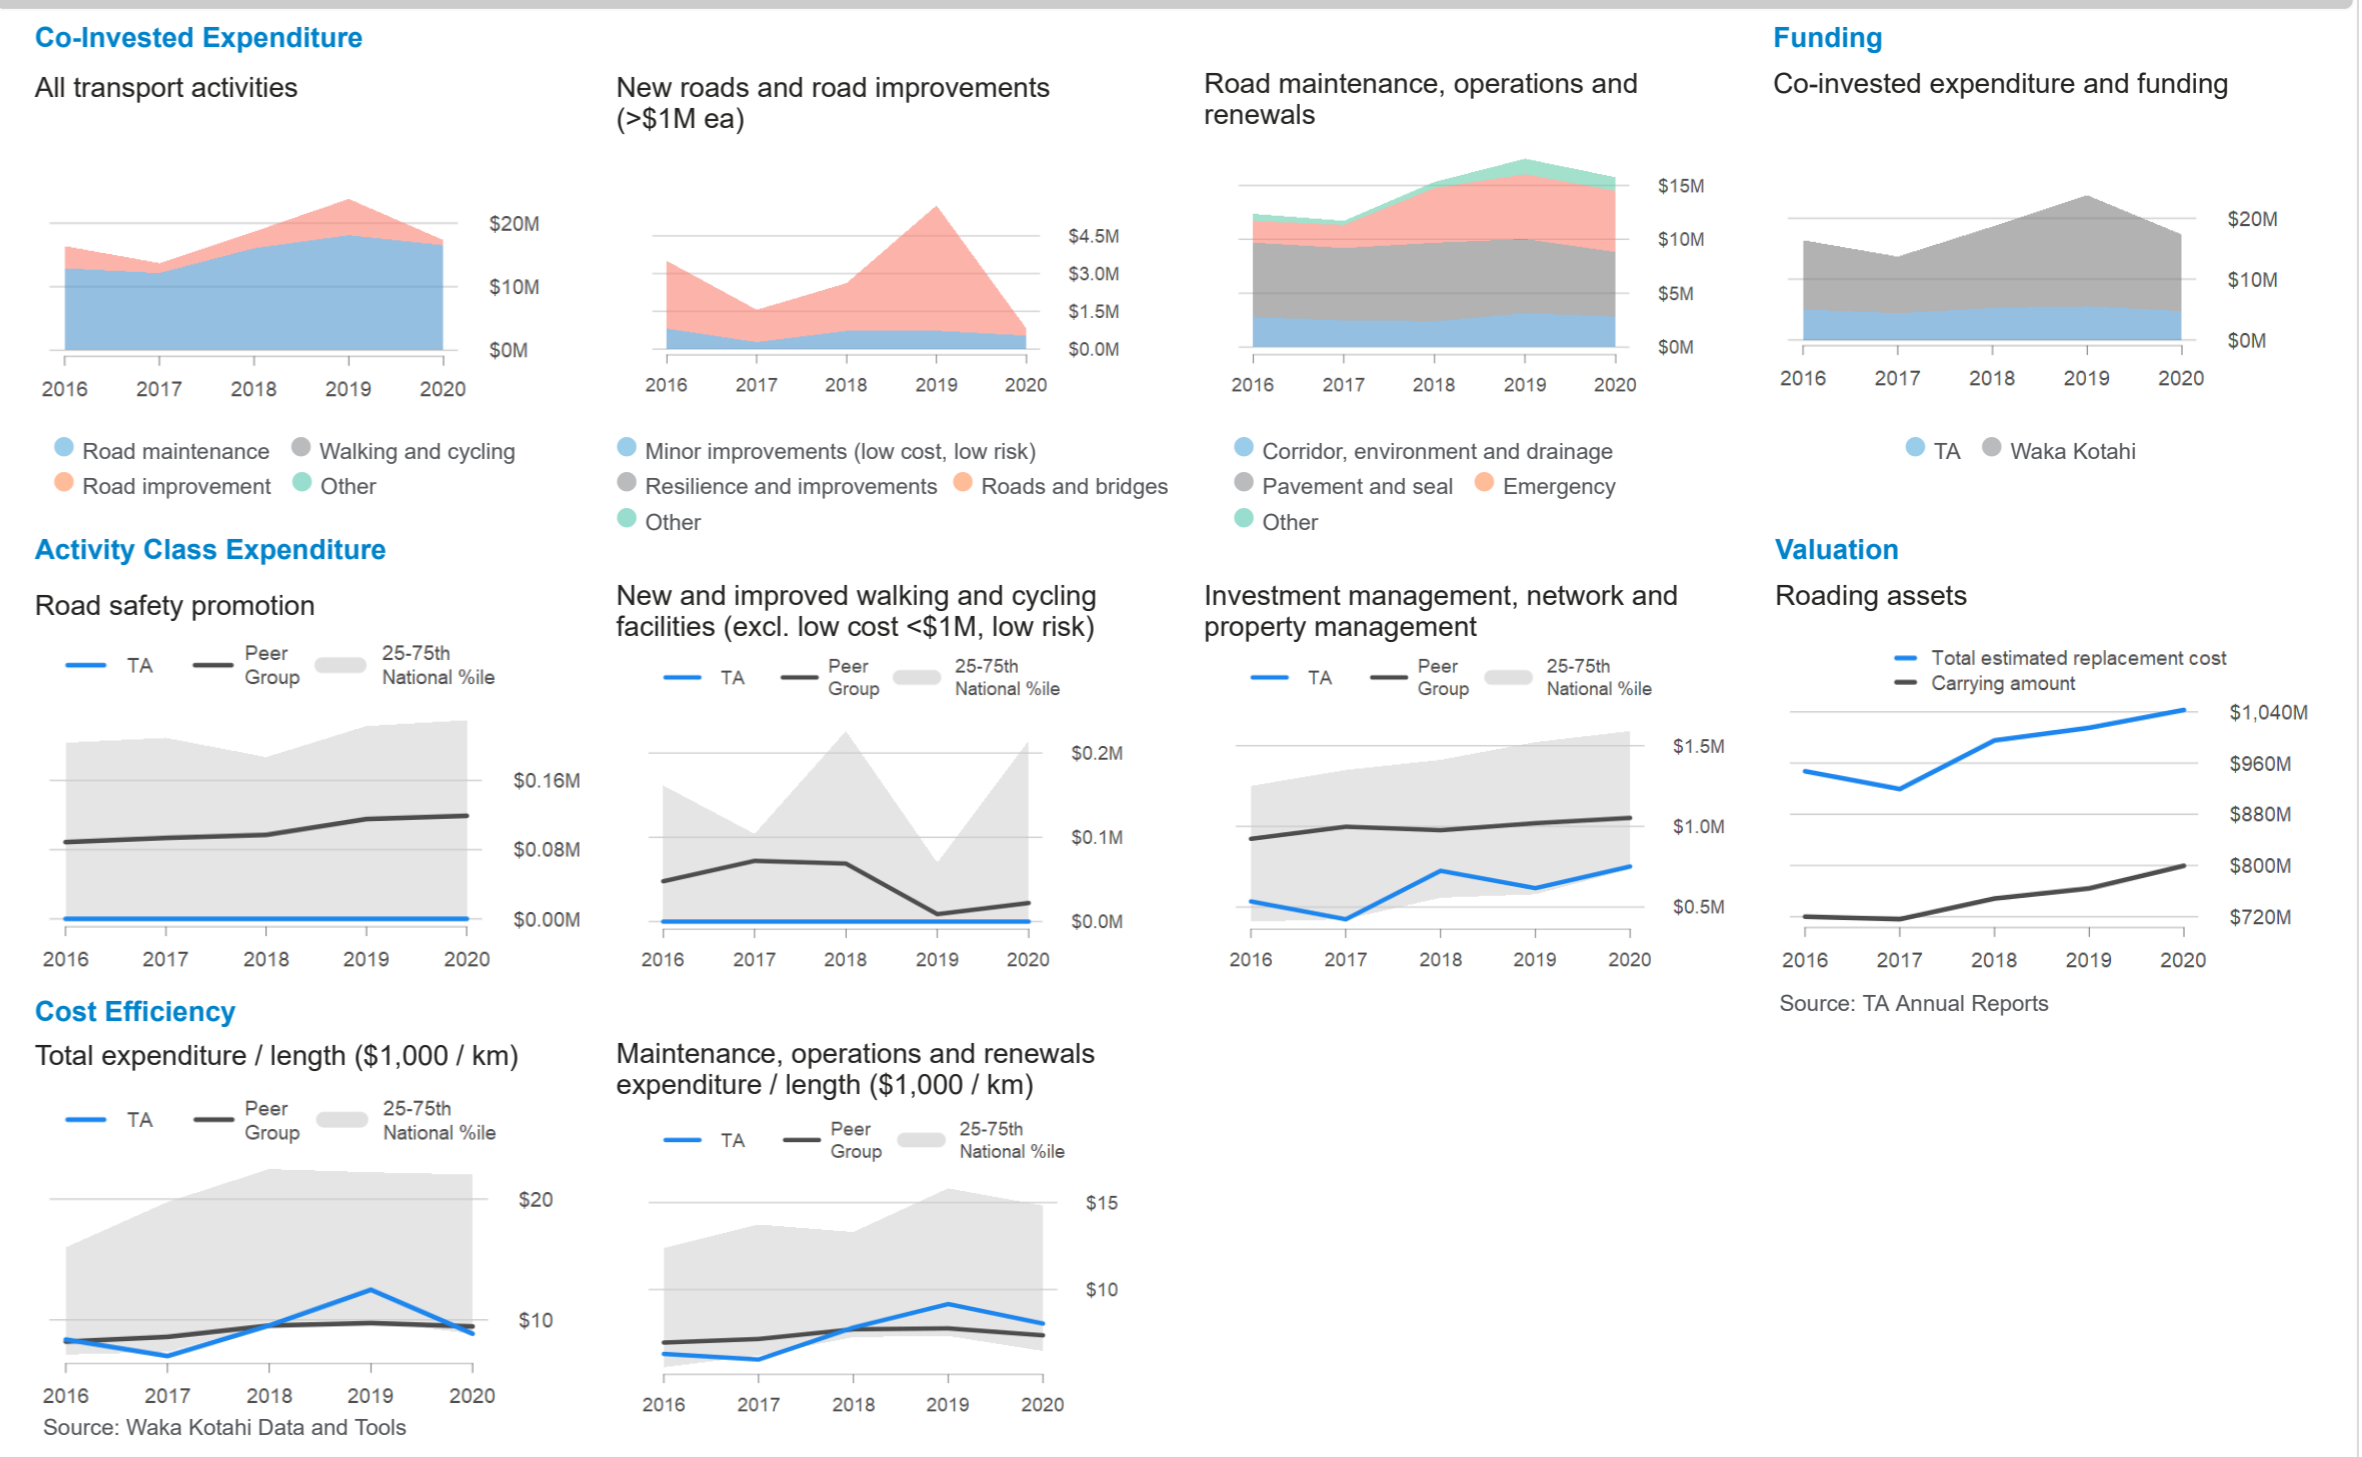 Co-Invested Expenditure
All transport activities
$20M
$10M
$0M
2016 2017 2018 2019 2020
Road maintenance Walking and cycling
Road improvement Other
New roads and road improvements
(>$1M ea)
$4.5M
$3.0M
$1.5M
$0.0M
2016 2017 2018 2019 2020
Minor improvements (low cost, low risk)
Resilience and improvements Roads and bridges
Other
Road maintenance, operations and
renewals
$15M
$10M
$5M
$0M
2016 2017 2018 2019 2020
Corridor, environment and drainage
Pavement and seal Emergency
Other
Funding
Co-invested expenditure and funding
$20M
$10M
$0M
2016 2017 2018 2019 2020
TA Waka Kotahi
Activity Class Expenditure
Road safety promotion
TA Peer Group 25-75th National %ile
$0.16M
$0.08M
$0.00M
2016 2017 2018 2019 2020
New and improved walking and cycling
facilities (excl. low cost <$1M, low risk)
TA Peer Group 25-75th National %ile
$0.2M
$0.1M
$0.0M
2016 2017 2018 2019 2020
Investment management, network and
property management
TA Peer Group 25-75th National %ile
$1.5M
$1.0M
$0.5M
2016 2017 2018 2019 2020
Valuation
Roading assets
Total estimated replacement cost
Carrying amount
$1,040M
$960M
$880M
$800M
$720M
2016 2017 2018 2019 2020
Source: TA Annual Reports
Cost Efficiency
Total expenditure / length ($1,000 / km)
TA Peer Group 25-75th National %ile
$20
$10
2016 2017 2018 2019 2020
Source: Waka Kotahi Data and Tools
Maintenance, operations and renewals
expenditure / length ($1,000 / km)
TA Peer Group 25-75th National %ile
$15
$10
2016 2017 2018 2019 2020